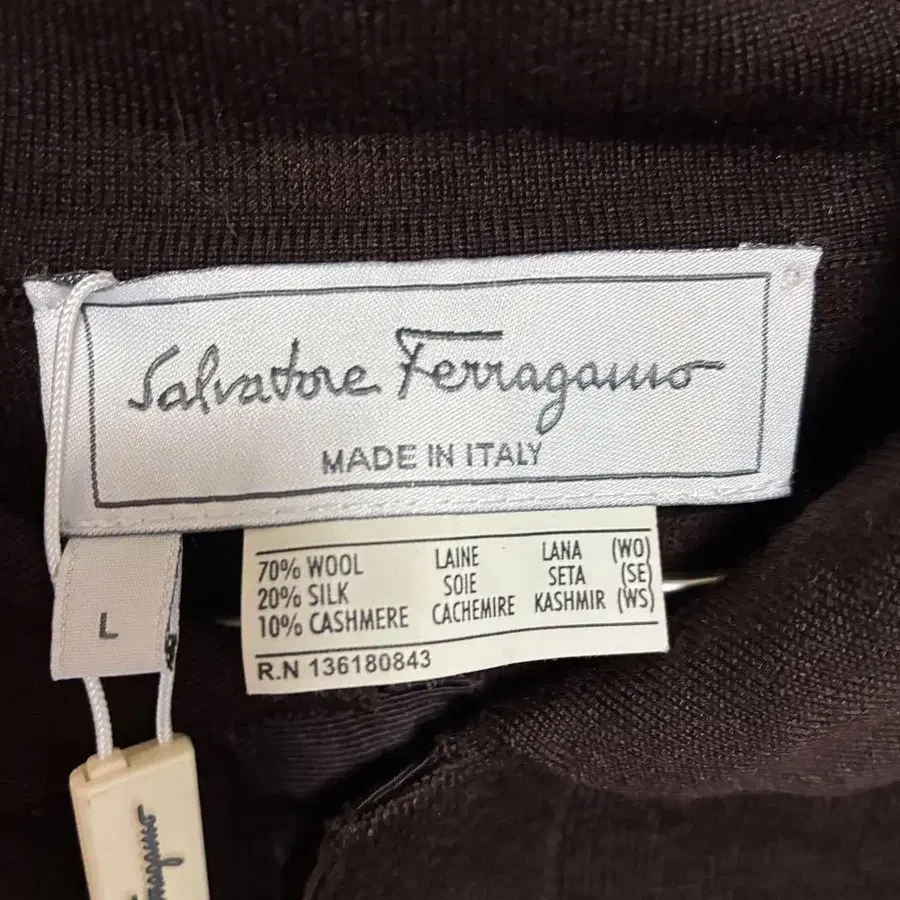 Salvatore Ferragamo
MADE IN ITALY
70% WOOL LAINE LANA (WO)
20% SILK SOIE SETA (SE)
10% CASHMERE CACHEMIRE KASHMIR (WS)
R.N 136180843
L